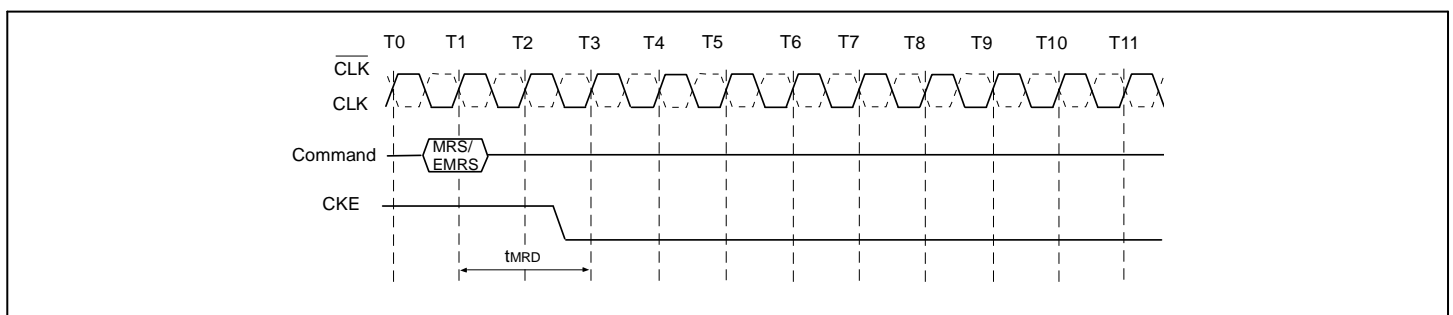 T0 T1 T2 T3 T4 T5 T6 T7 T8 T9 T10 T11
CLK
CLK
Command
MRS/
EMRS
CKE
tMRD